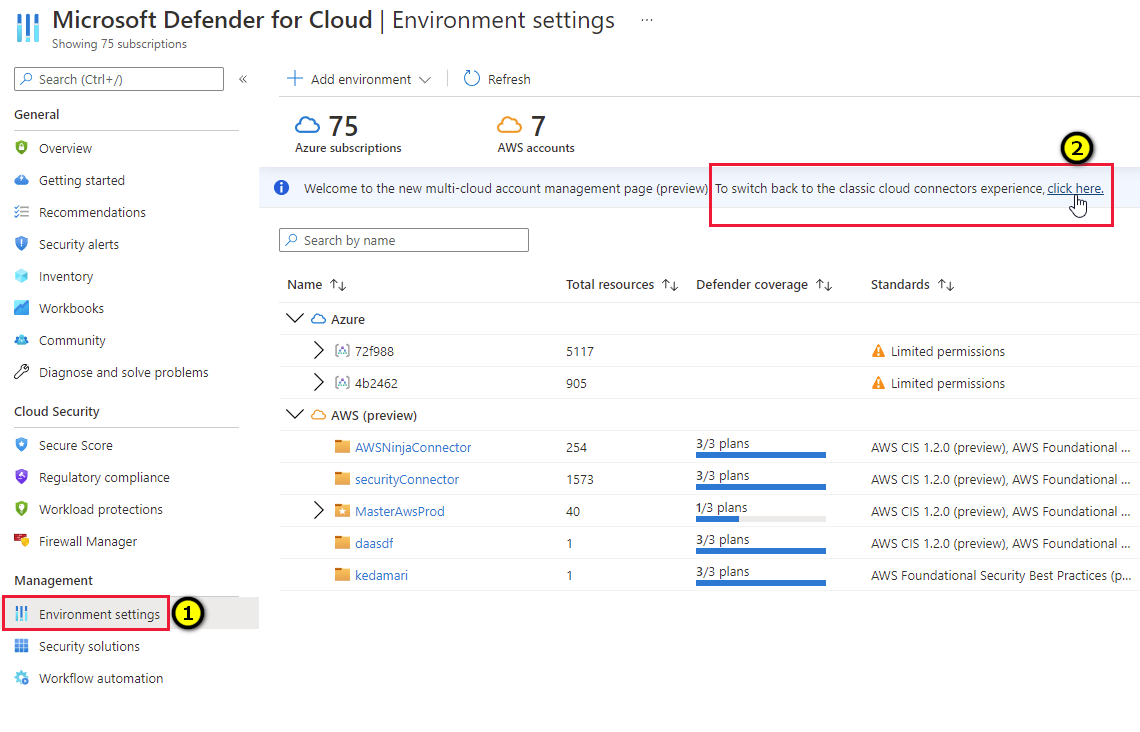 Microsoft Defender for Cloud | Environment settings ...
Showing 75 subscriptions
Search (Ctrl+/)
«
General
Overview
Getting started
Recommendations
Security alerts
Inventory
Workbooks
Community
Diagnose and solve problems
Cloud Security
Secure Score
Regulatory compliance
Workload protections
Firewall Manager
Management
Environment settings
1
Security solutions
Workflow automation
Add environment
Refresh
75
Azure subscriptions
7
AWS accounts
2
Welcome to the new multi-cloud account management page (preview) To switch back to the classic cloud connectors experience, click here.
Search by name
Name ↑↓ Total resources ↑↓ Defender coverage ↑↓ Standards ↑↓
Azure
72f988 5117 Limited permissions
4b2462 905 Limited permissions
AWS (preview)
AWSNinjaConnector 254 3/3 plans AWS CIS 1.2.0 (preview), AWS Foundational ...
securityConnector 1573 3/3 plans AWS CIS 1.2.0 (preview), AWS Foundational ...
MasterAwsProd 40 1/3 plans AWS CIS 1.2.0 (preview), AWS Foundational ...
daasdf 1 3/3 plans AWS CIS 1.2.0 (preview), AWS Foundational ...
kedamari 1 3/3 plans AWS Foundational Security Best Practices (p...